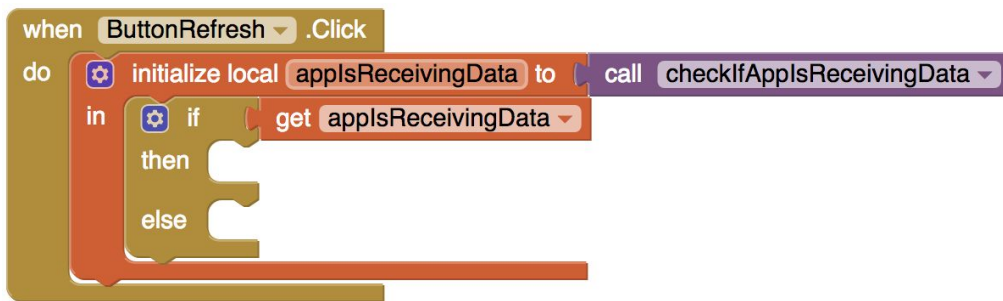 when ButtonRefresh .Click
do initialize local appIsReceivingData to call checkIfAppIsReceivingData
in if get appIsReceivingData
then
else